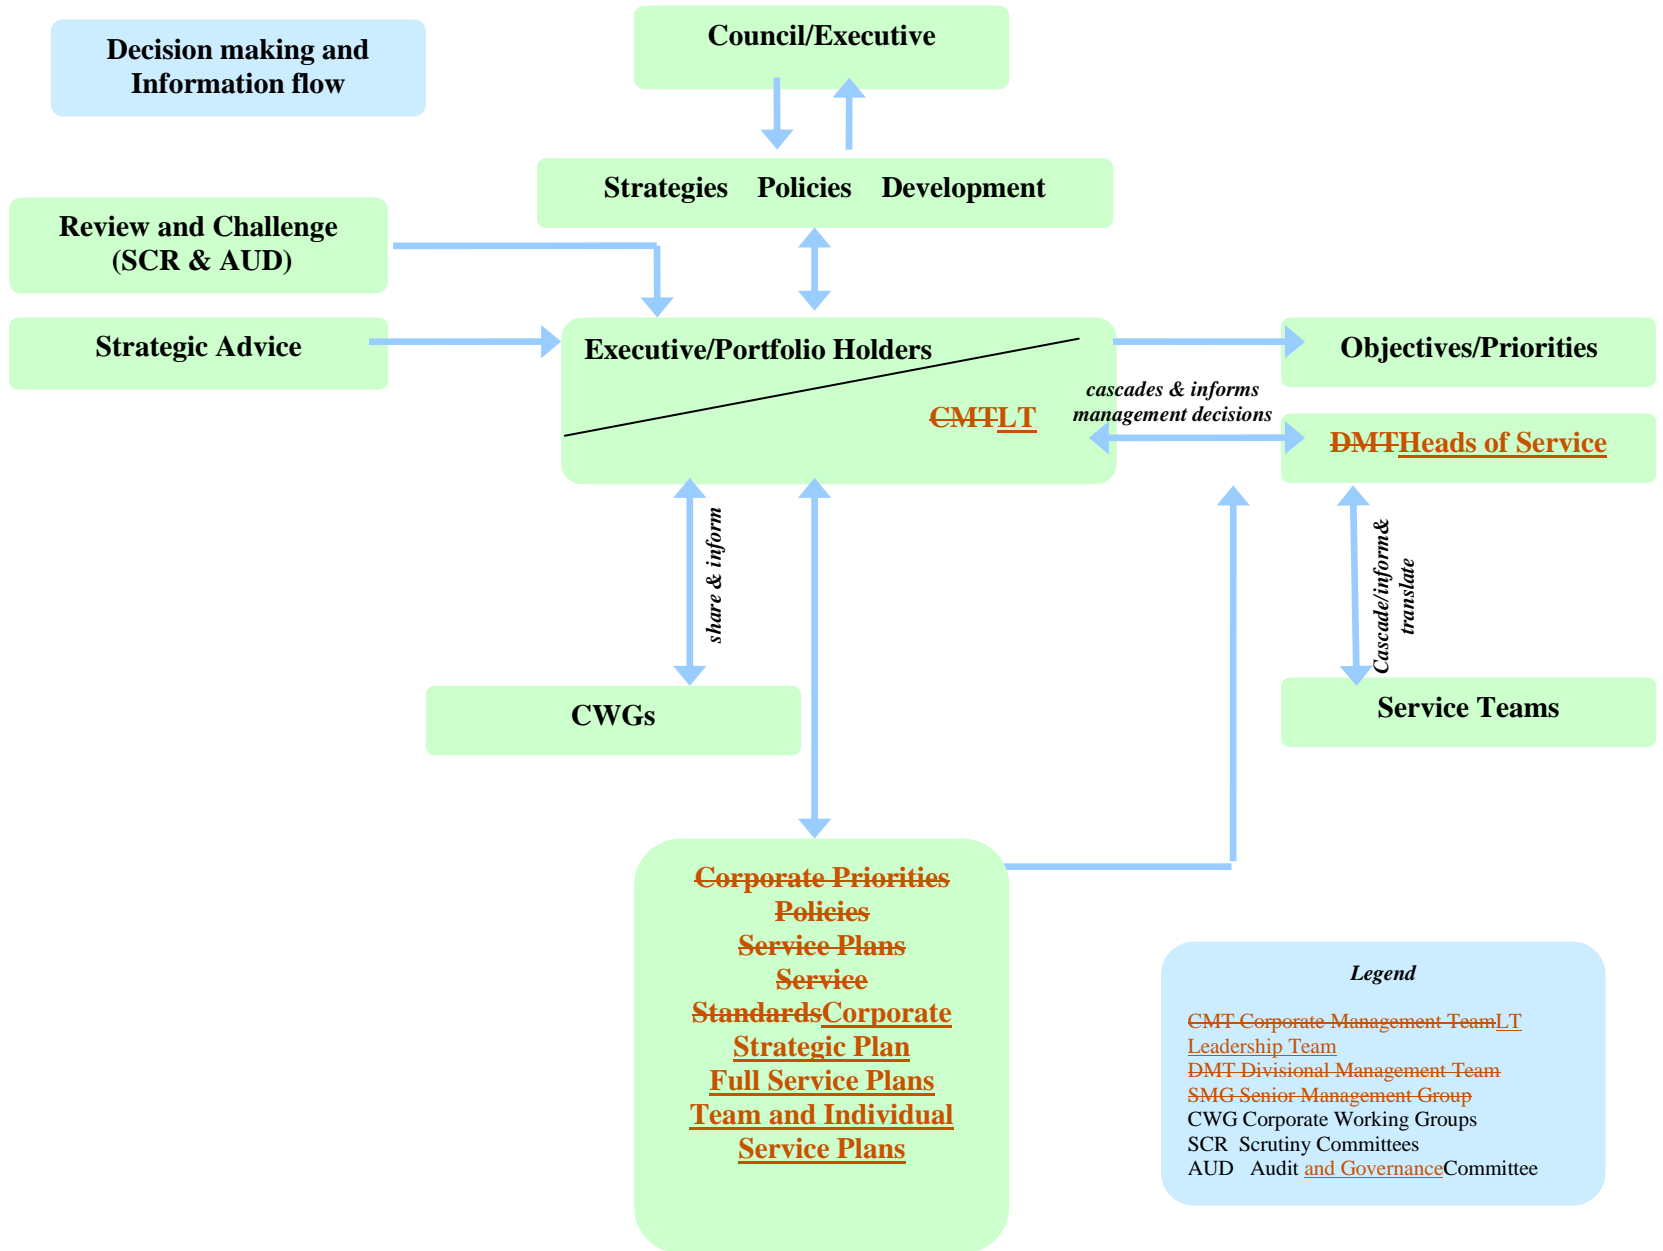 Decision making and
Information flow
Council/Executive
Strategies Policies Development
Review and Challenge
(SCR & AUD)
Strategic Advice
Executive/Portfolio Holders
CMTLT
Objectives/Priorities
cascades & informs
management decisions
DMTHeads of Service
share & inform
Cascade/inform&
translate
CWGs
Service Teams
Corporate Priorities
Policies
Service Plans
Service
StandardsCorporate
Strategic Plan
Full Service Plans
Team and Individual
Service Plans
Legend
CMT Corporate Management TeamLT
Leadership Team
DMT Divisional Management Team
SMG Senior Management Group
CWG Corporate Working Groups
SCR Scrutiny Committees
AUD Audit and GovernanceCommittee